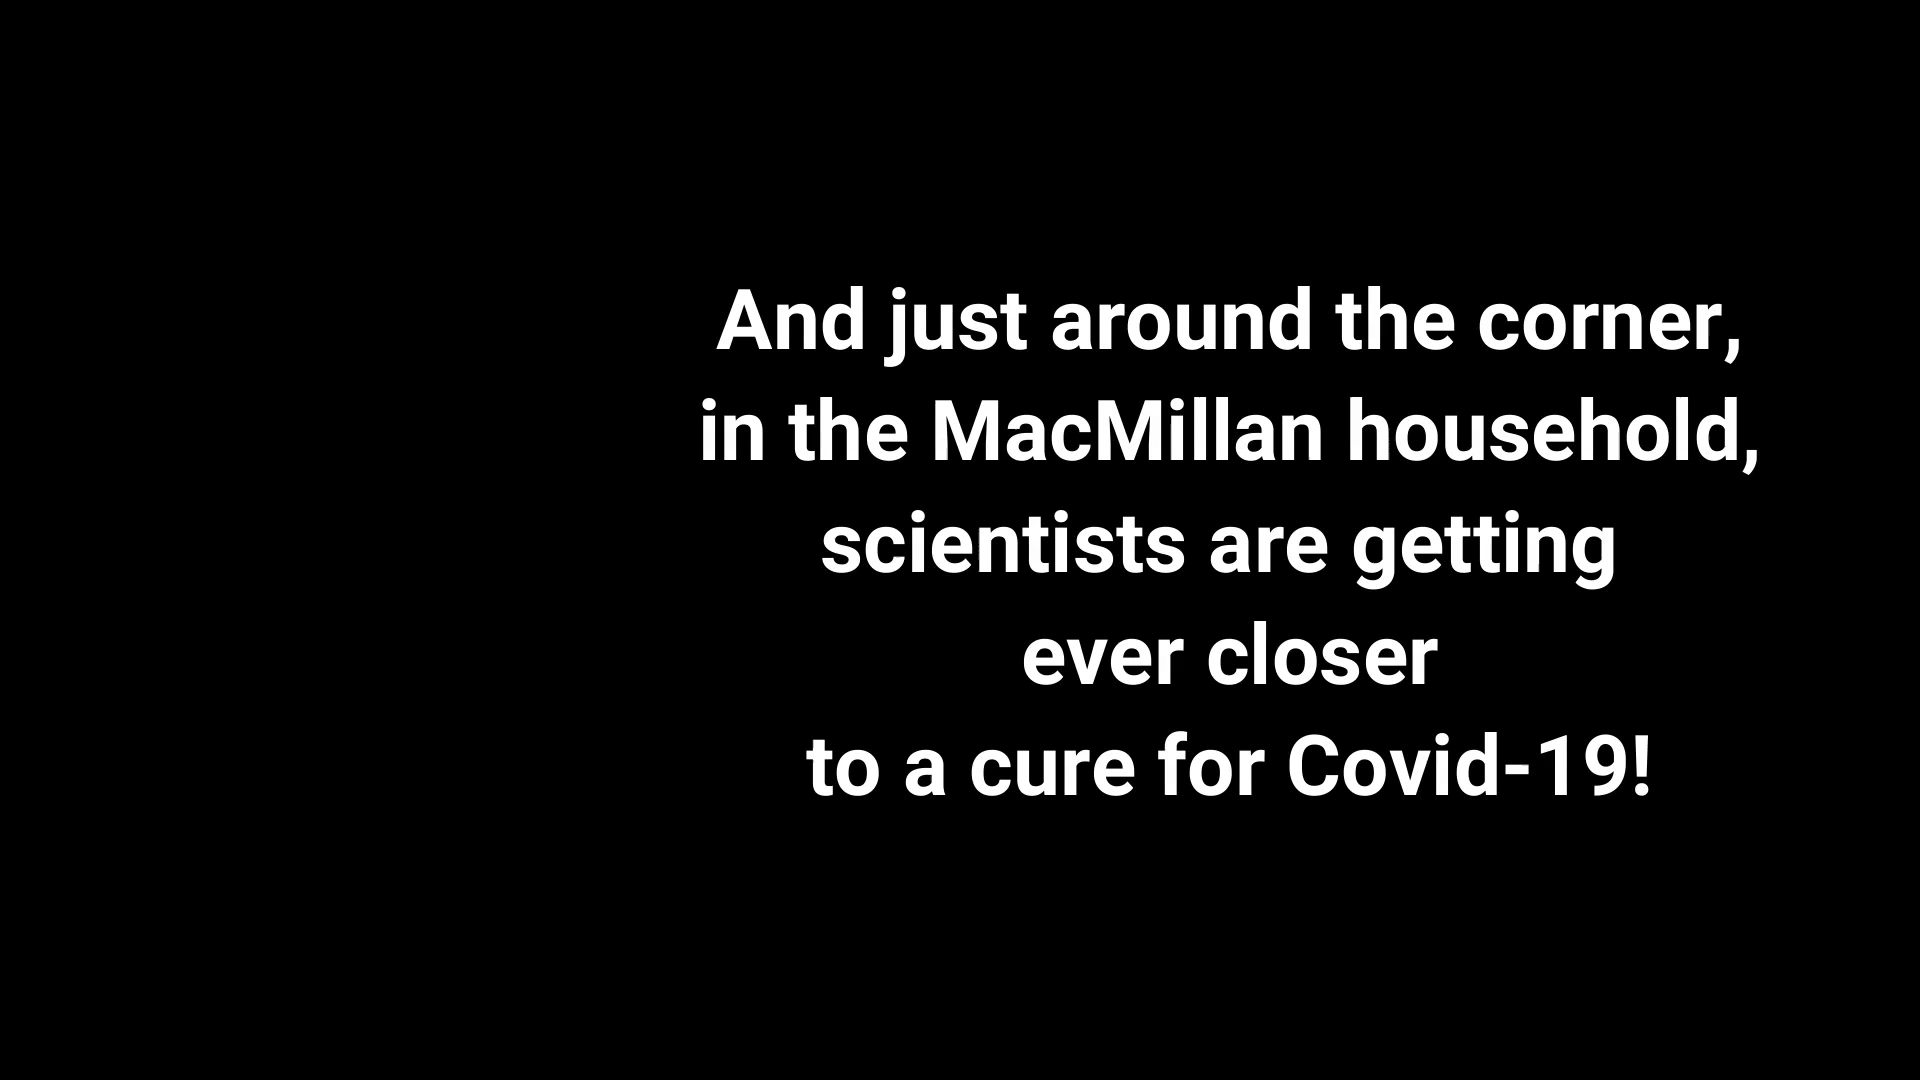 And just around the corner,
in the MacMillan household,
scientists are getting
ever closer
to a cure for Covid-19!